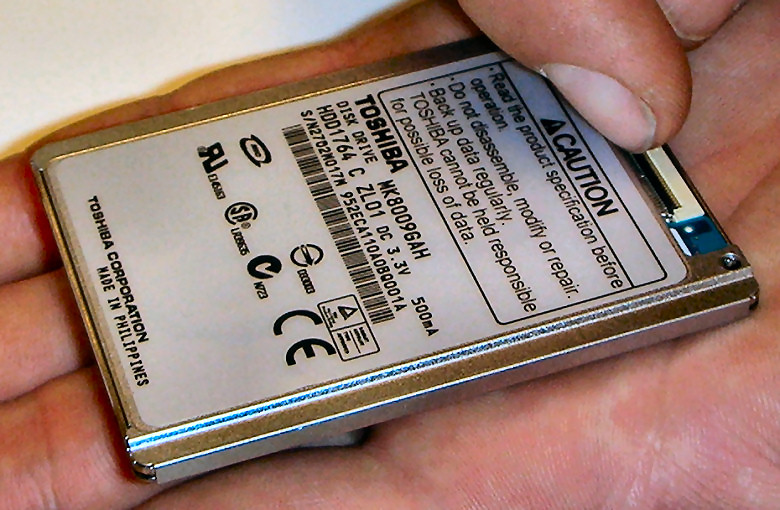 CAUTION
· Read the product specification before
operation.
· Do not disassemble, modify or repair.
· Back up data regularly.
TOSHIBA cannot be held responsible
for possible loss of data.
TOSHIBA
DISK DRIVE MK8009GAH
HDD1764 C ZL01 DC 3.3V 500mA
S/N
CE
TOSHIBA CORPORATION
MADE IN PHILIPPINES